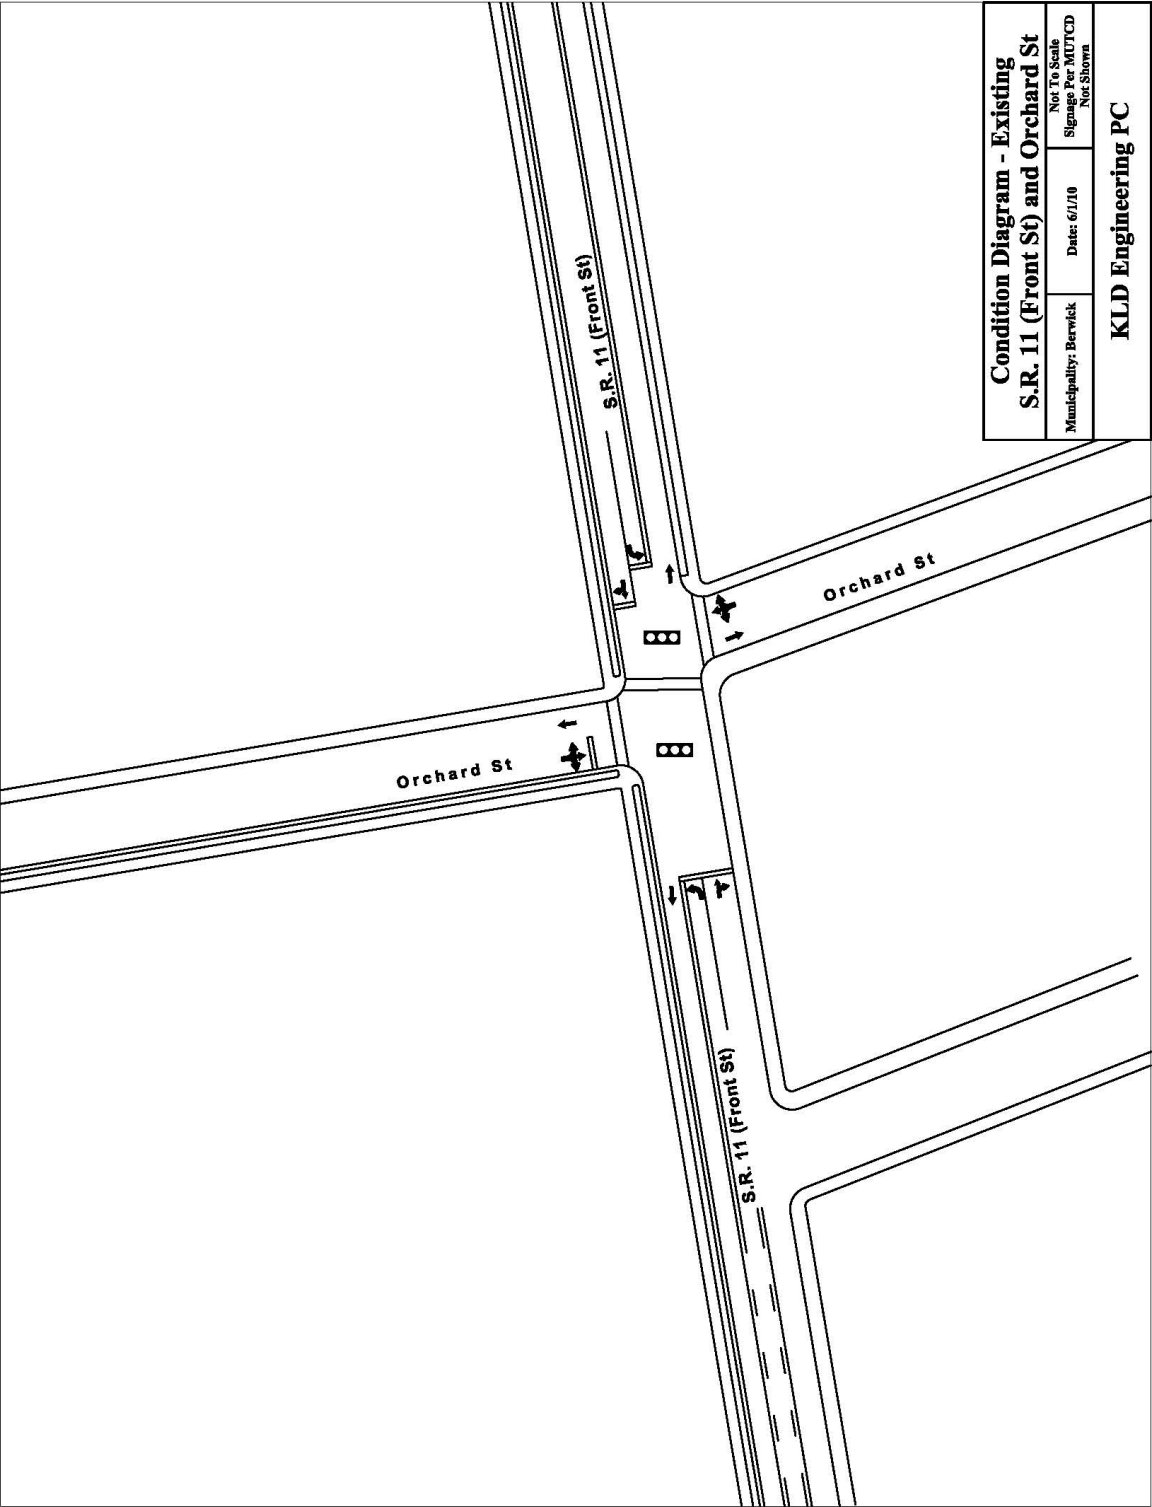 S.R. 11 (Front St)
Orchard St
Orchard St
S.R. 11 (Front St)
Condition Diagram - Existing
S.R. 11 (Front St) and Orchard St
Municipality: Berwick
Date: 6/1/10
Not To Scale
Signage Per MUTCD
Not Shown
KLD Engineering PC